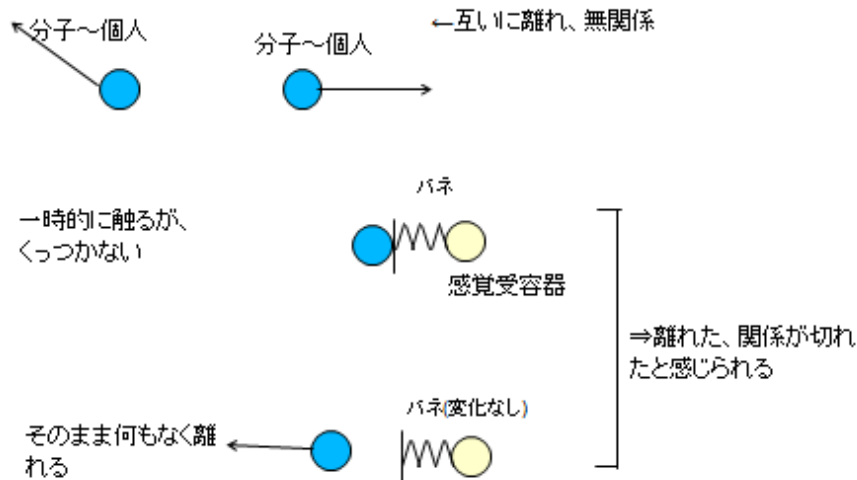 分子～個人
分子～個人
←互いに離れ、無関係
バネ
一時的に触るが、
くっつかない
感覚受容器
⇒離れた、関係が切れ
たと感じられる
バネ(変化なし)
そのまま何もなく離
れる